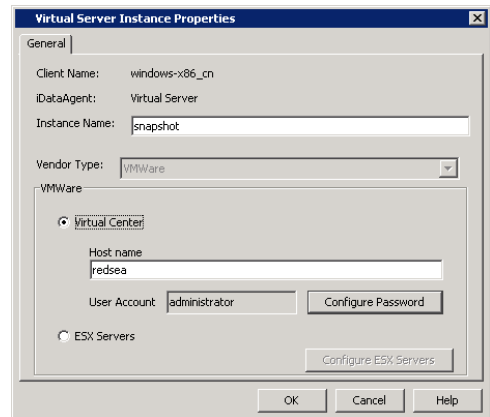 Virtual Server Instance Properties
General
Client Name: windows-x86_cn
iDataAgent: Virtual Server
Instance Name: snapshot
Vendor Type: VMWare
VMWare
Virtual Center
Host name
redsea
User Account administrator Configure Password
ESX Servers
Configure ESX Servers
OK Cancel Help